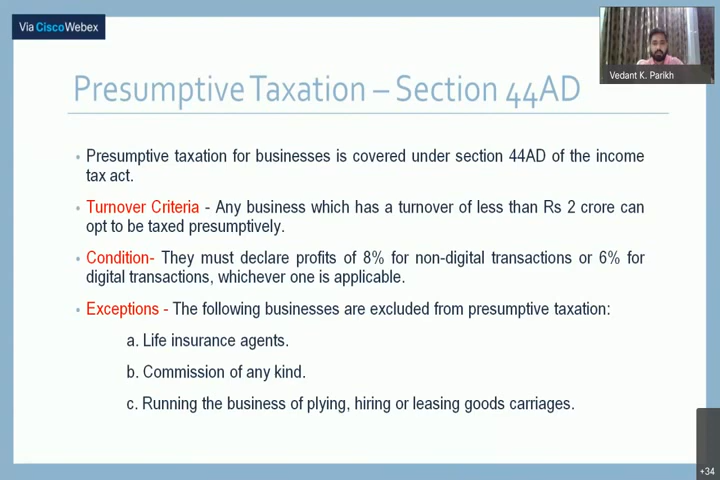 Via Cisco Webex
Vedant K. Parikh
Presumptive Taxation – Section 44AD
• Presumptive taxation for businesses is covered under section 44AD of the income
tax act.
• Turnover Criteria - Any business which has a turnover of less than Rs 2 crore can
opt to be taxed presumptively.
• Condition- They must declare profits of 8% for non-digital transactions or 6% for
digital transactions, whichever one is applicable.
• Exceptions - The following businesses are excluded from presumptive taxation:
a. Life insurance agents.
b. Commission of any kind.
c. Running the business of plying, hiring or leasing goods carriages.
+34